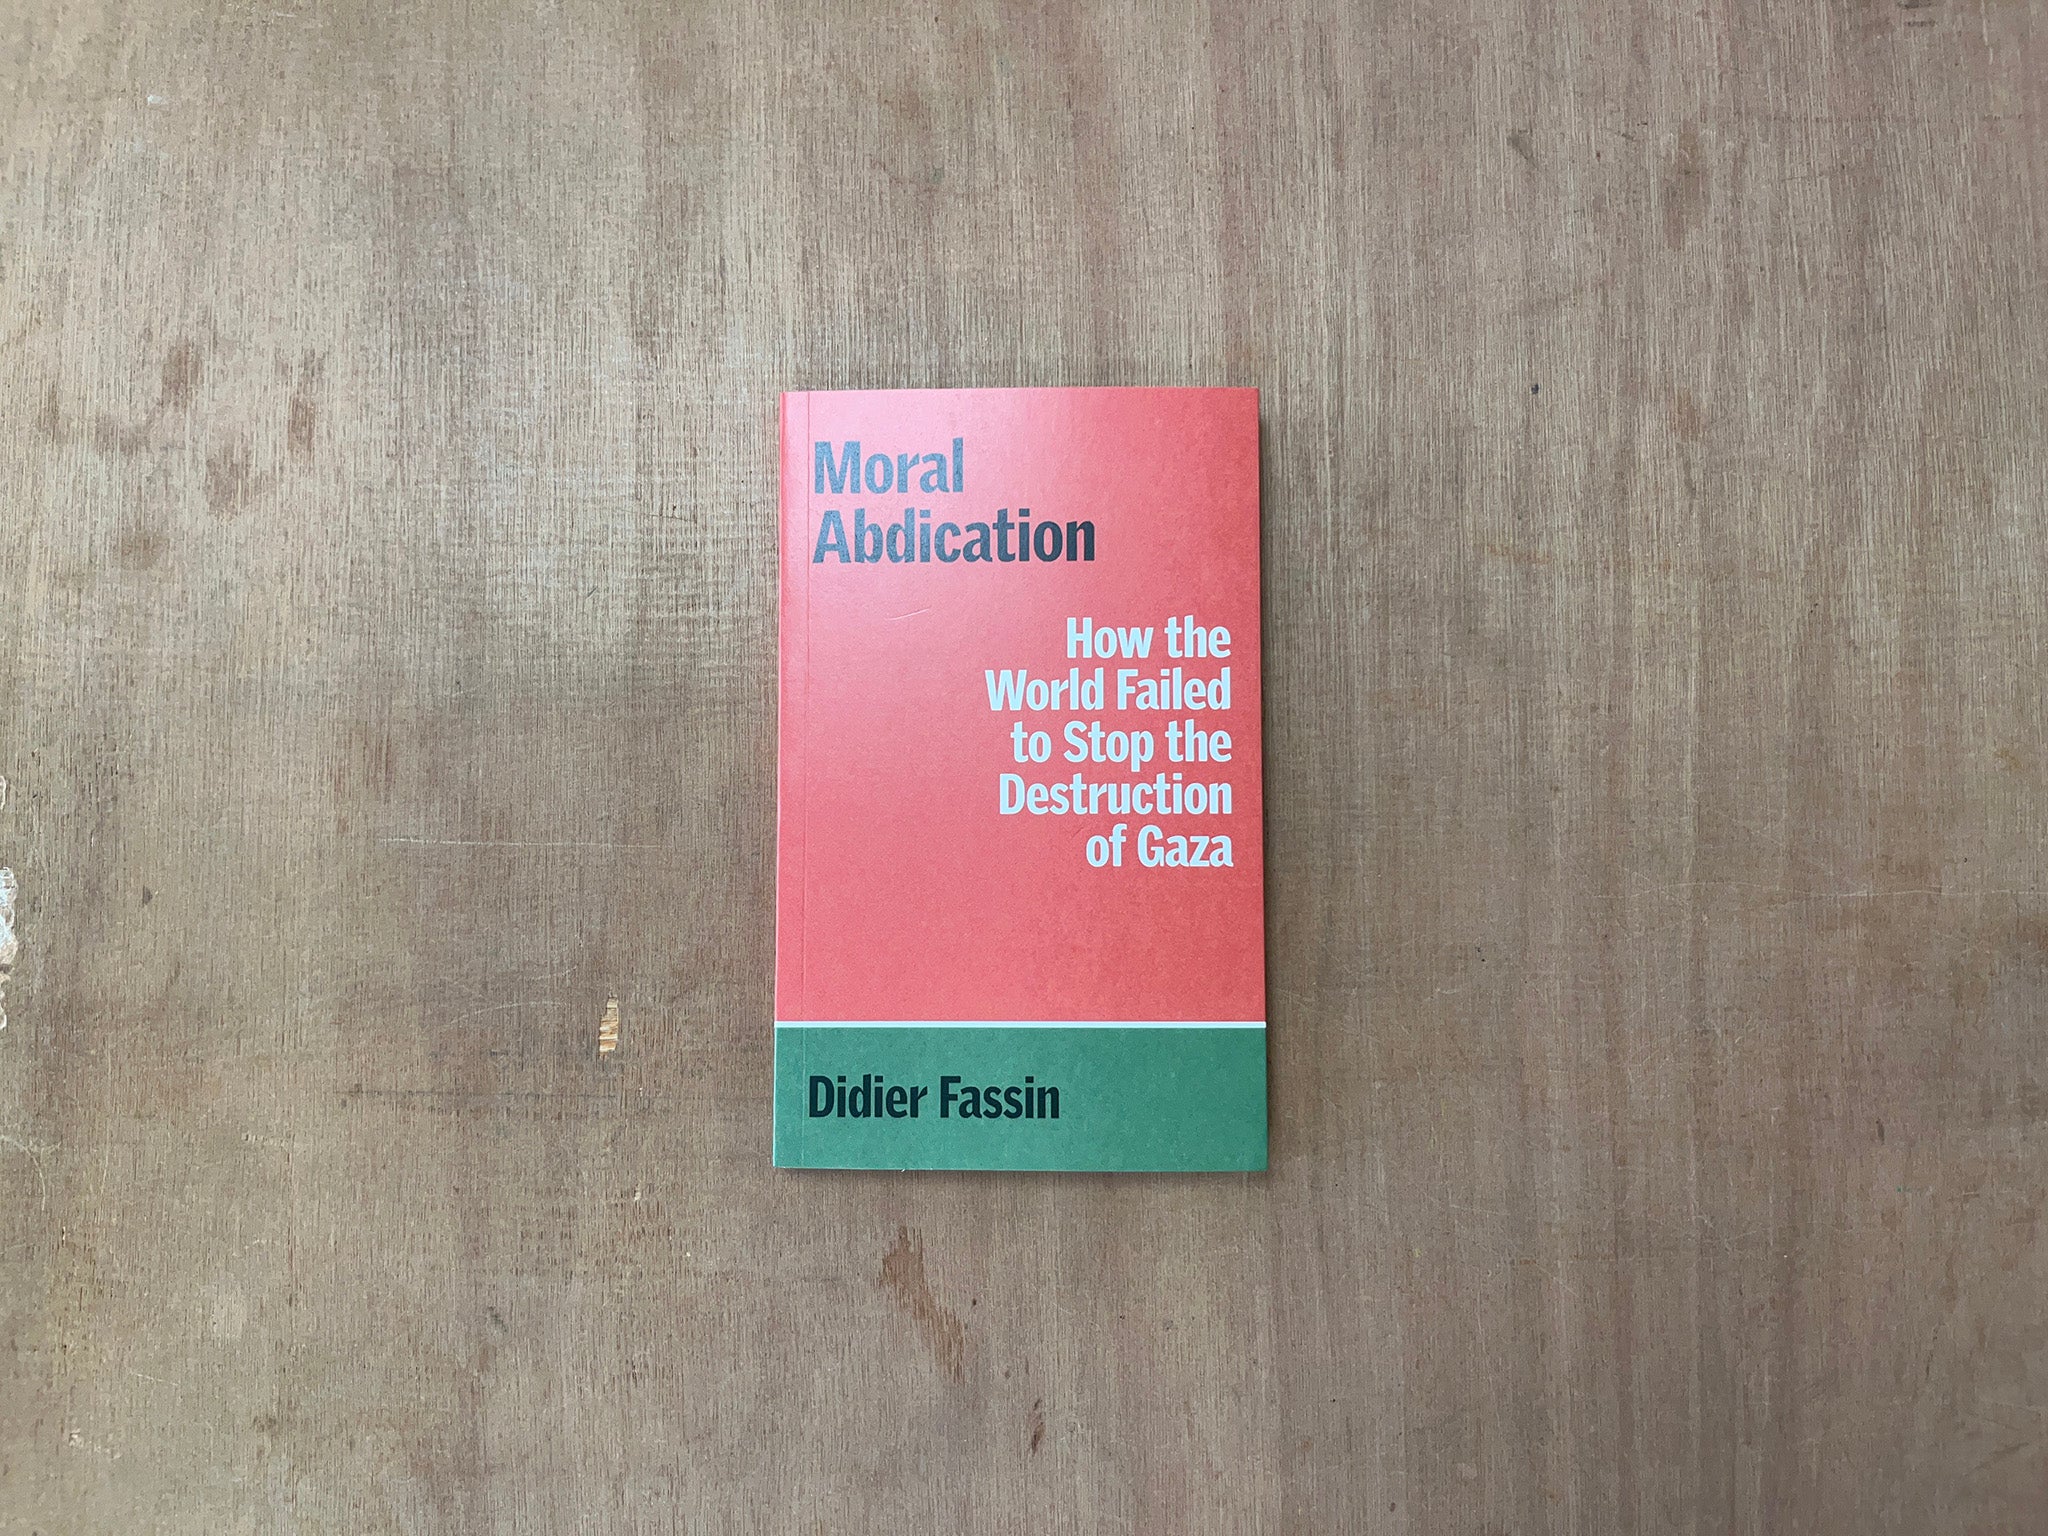 Moral
Abdication
How the
World Failed
to Stop the
Destruction
of Gaza
Didier Fassin